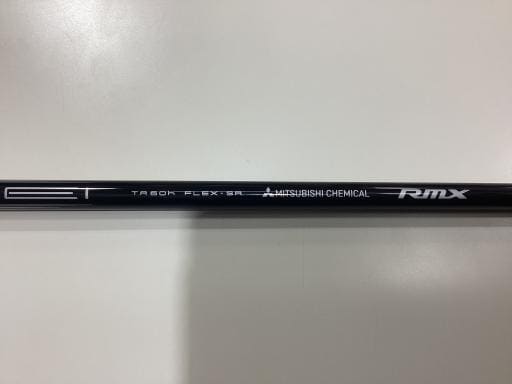 TR60h FLEX-SR MITSUBISHI CHEMICAL RMX